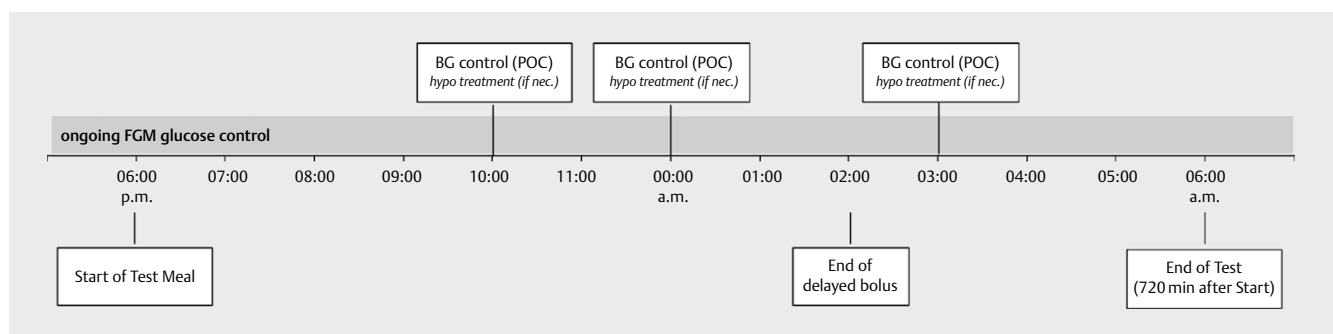 BG control (POC)
hypo treatment (if nec.)
BG control (POC)
hypo treatment (if nec.)
BG control (POC)
hypo treatment (if nec.)
ongoing FGM glucose control
06:00 07:00 08:00 09:00 10:00 11:00 00:00 01:00 02:00 03:00 04:00 05:00 06:00
p.m. a.m. a.m.
Start of Test Meal
End of
delayed bolus
End of Test
(720 min after Start)